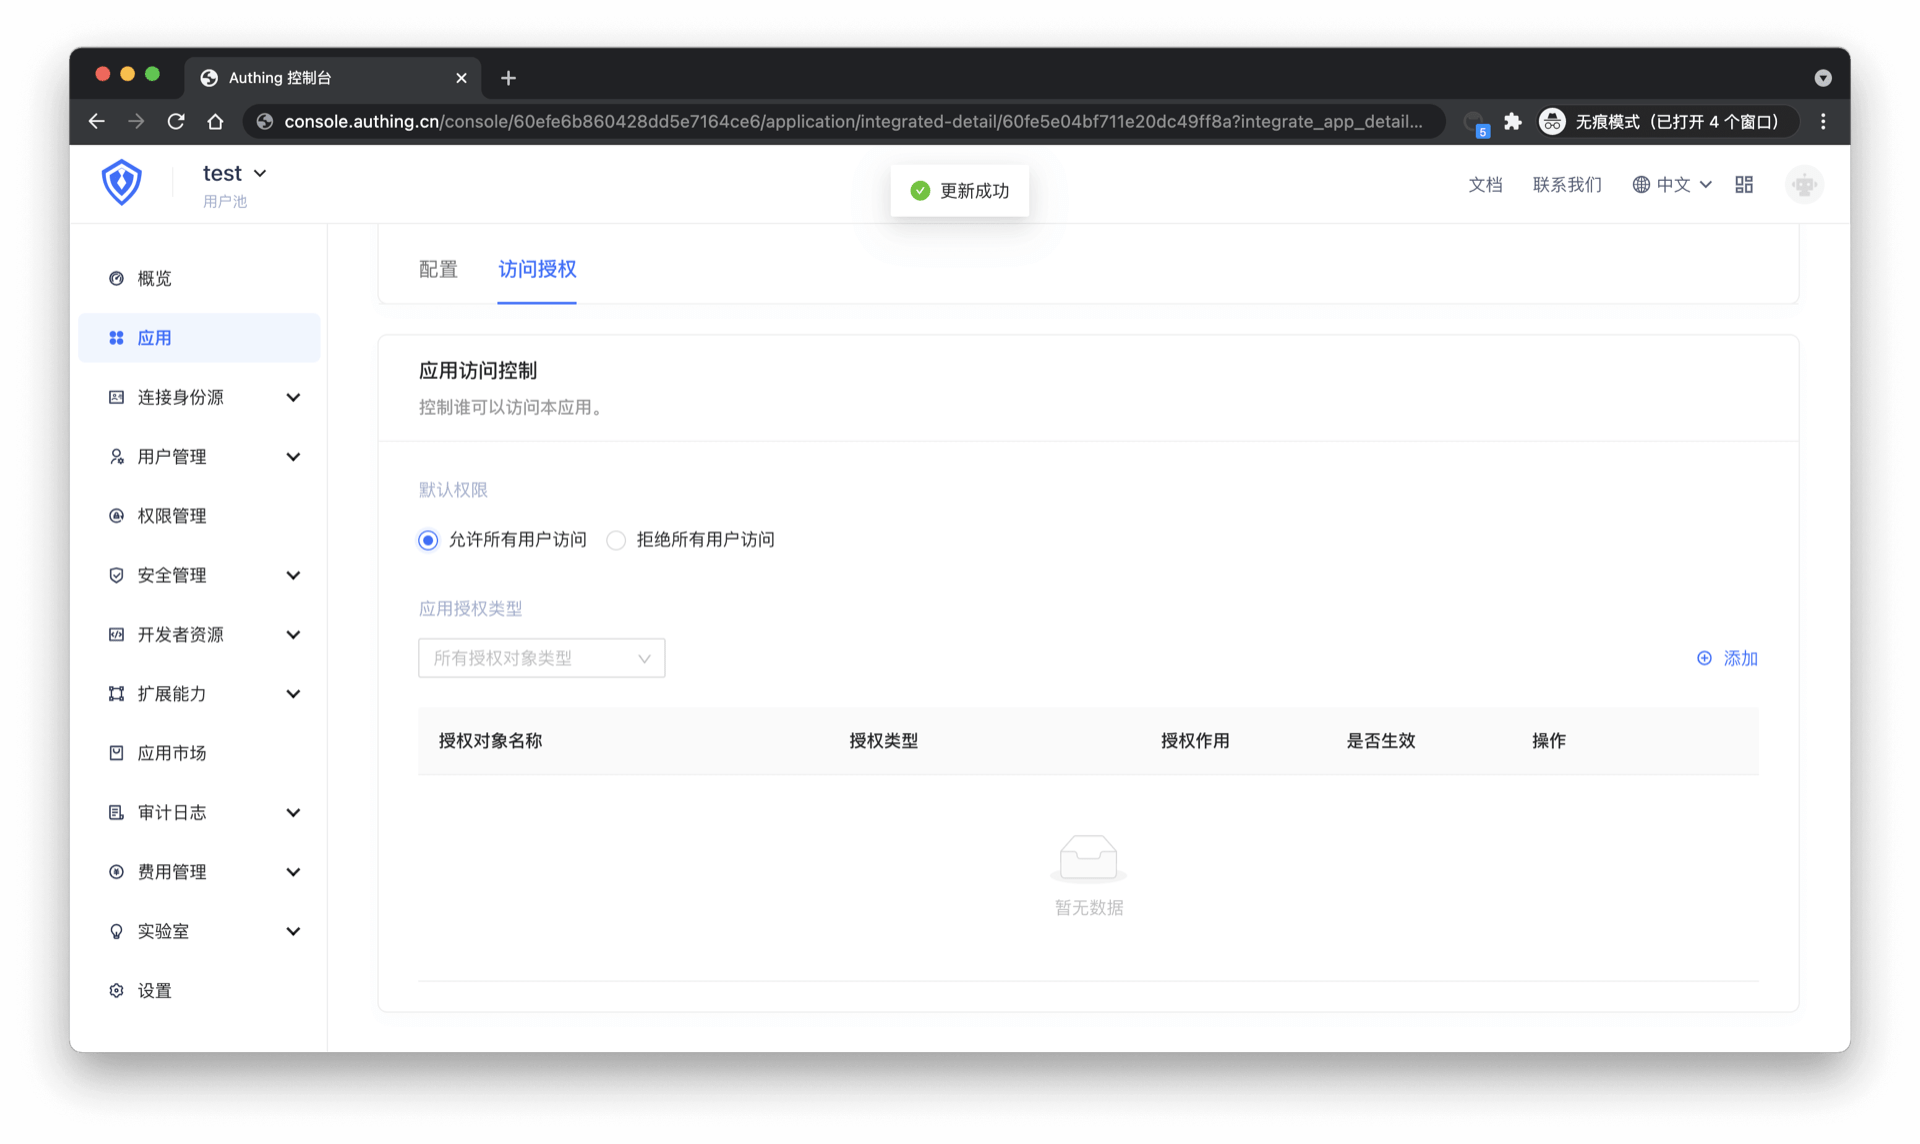 Authing 控制台
console.authing.cn/console/60efe6b860428dd5e7164ce6/application/integrated-detail/60fe5e04bf711e20dc49ff8a?integrate_app_detail...
5
无痕模式（已打开 4 个窗口）
test
用户池
更新成功
文档
联系我们
中文
概览
应用
连接身份源
用户管理
权限管理
安全管理
开发者资源
扩展能力
应用市场
审计日志
费用管理
实验室
设置
配置
访问授权
应用访问控制
控制谁可以访问本应用。
默认权限
允许所有用户访问
拒绝所有用户访问
应用授权类型
所有授权对象类型
添加
授权对象名称 授权类型 授权作用 是否生效 操作
暂无数据